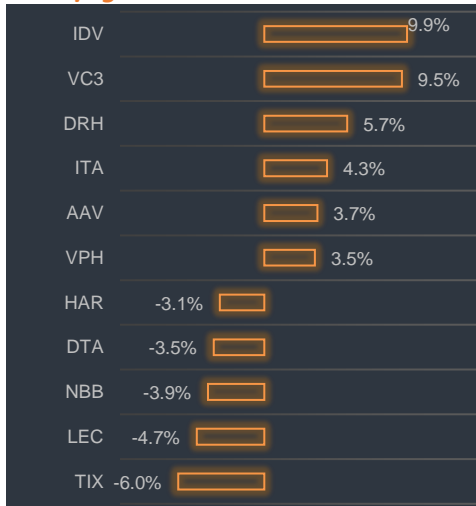 IDV 9.9%
VC3 9.5%
DRH 5.7%
ITA 4.3%
AAV 3.7%
VPH 3.5%
HAR -3.1%
DTA -3.5%
NBB -3.9%
LEC -4.7%
TIX -6.0%